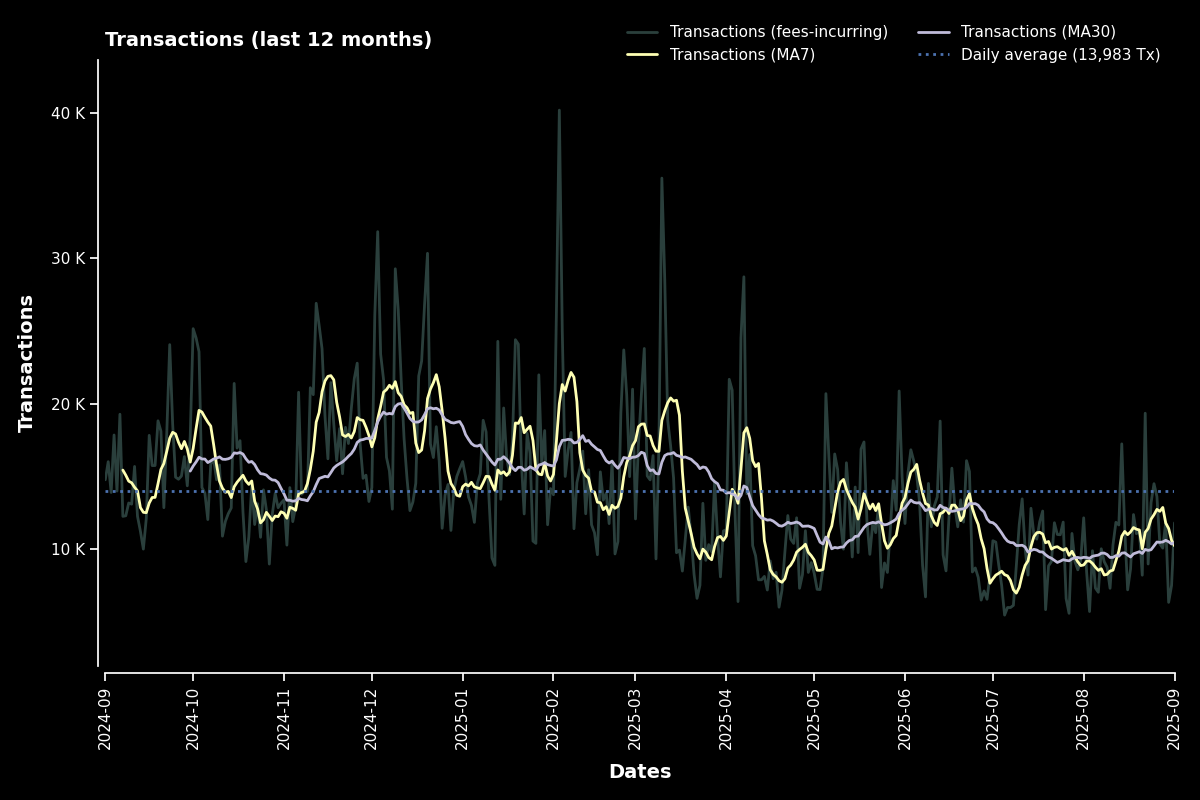 Transactions (last 12 months)
Transactions (fees-incurring)
Transactions (MA7)
Transactions (MA30)
Daily average (13,983 Tx)
Transactions
40 K
30 K
20 K
10 K
2024-09
2024-10
2024-11
2024-12
2025-01
2025-02
2025-03
2025-04
2025-05
2025-06
2025-07
2025-08
2025-09
Dates